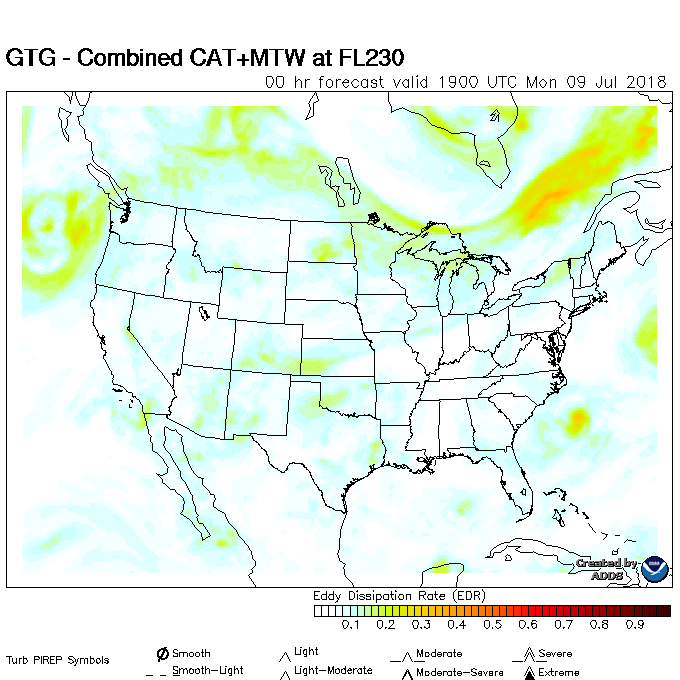 GTG - Combined CAT+MTW at FL230
00 hr forecast valid 1900 UTC Mon 09 Jul 2018
Created by
ADDS
Eddy Dissipation Rate (EDR)
0.1 0.2 0.3 0.4 0.5 0.6 0.7 0.8 0.9
Turb PIREP Symbols
Smooth Light Moderate Severe
Smooth-Light Light-Moderate Moderate-Severe Extreme